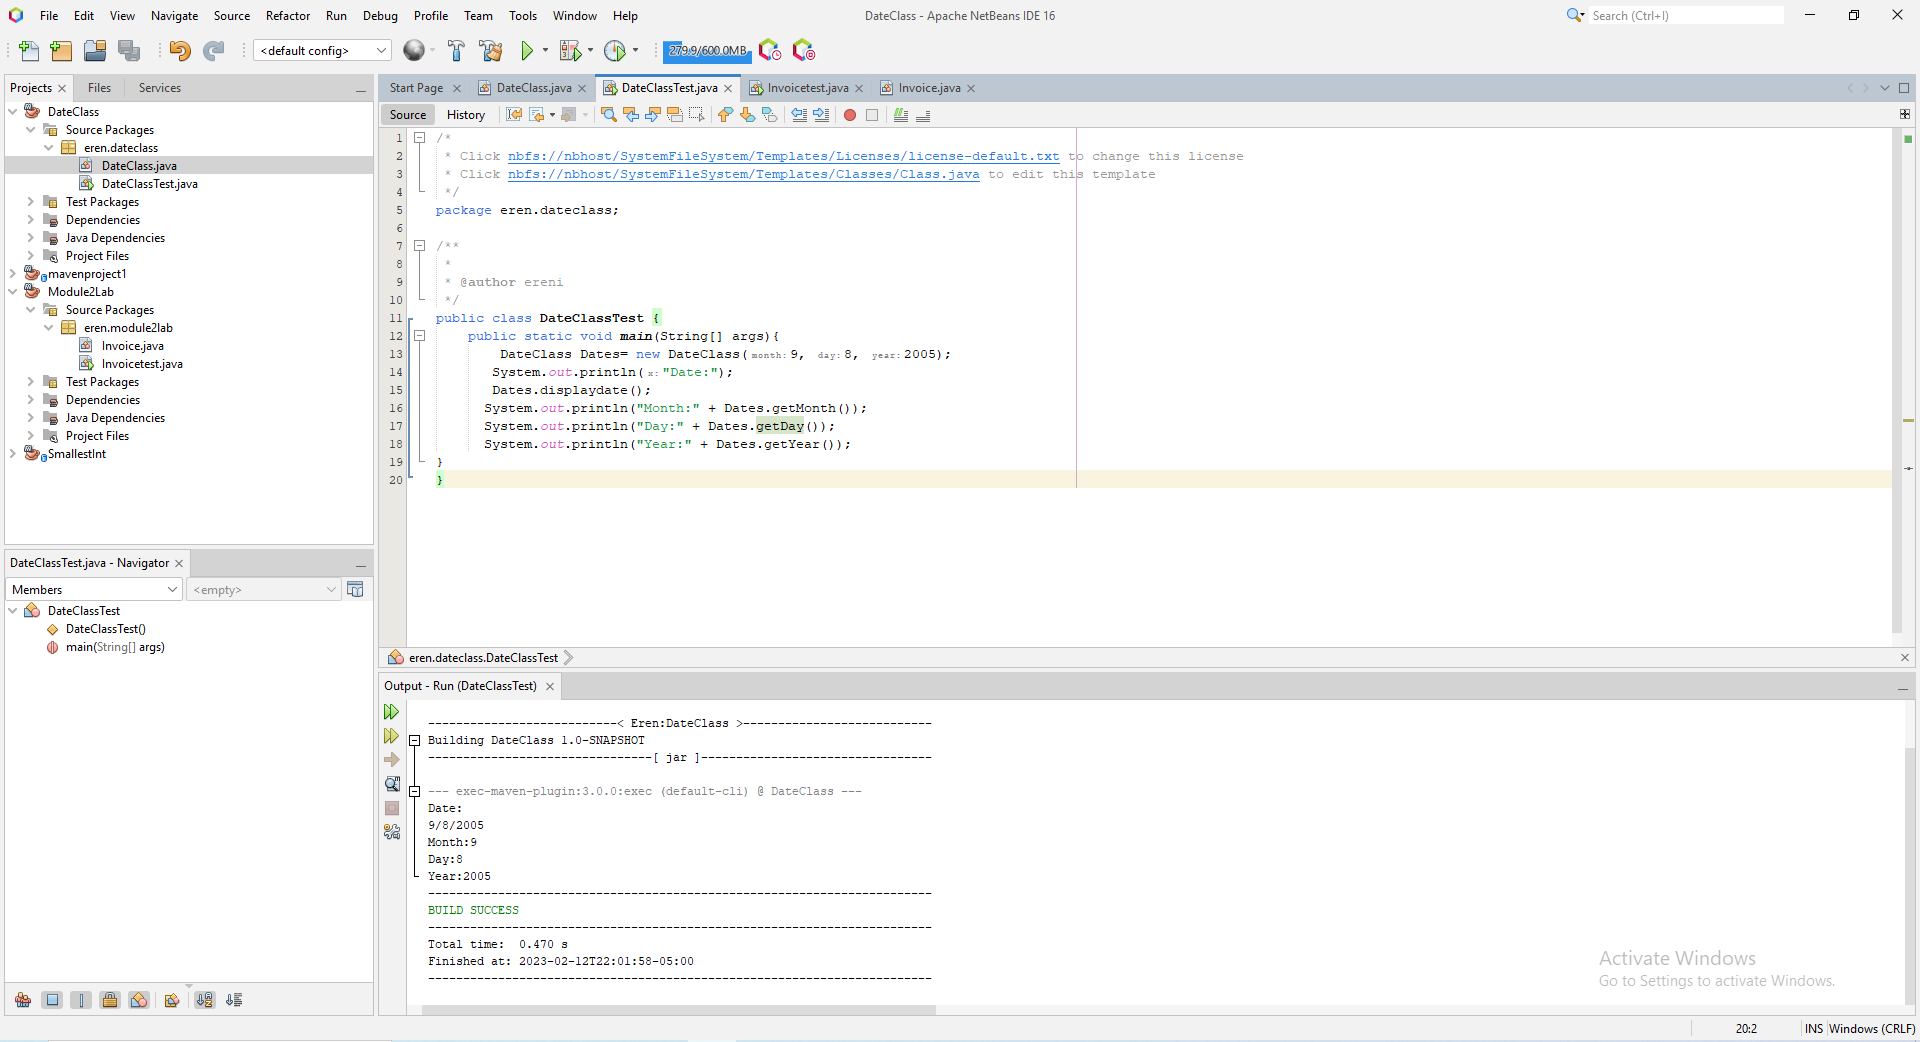 File Edit View Navigate Source Refactor Run Debug Profile Team Tools Window Help
DateClass - Apache NetBeans IDE 16
Search (Ctrl+I)
<default config>
279.9/600.0MB
Projects Files Services
DateClass
Source Packages
eren.dateclass
DateClass.java
DateClassTest.java
Test Packages
Dependencies
Java Dependencies
Project Files
mavenproject1
Module2Lab
Source Packages
eren.module2lab
Invoice.java
Invoicetest.java
Test Packages
Dependencies
Java Dependencies
Project Files
SmallestInt
DateClassTest.java - Navigator
Members
<empty>
DateClassTest
DateClassTest()
main(String[] args)
Start Page DateClass.java DateClassTest.java Invoicetest.java Invoice.java
Source History
1 /*
2 * Click nbfs://nbhost/SystemFileSystem/Templates/Licenses/license-default.txt to change this license
3 * Click nbfs://nbhost/SystemFileSystem/Templates/Classes/Class.java to edit this template
4 */
5 package eren.dateclass;
6
7 /**
8 *
9 * @author ereni
10 */
11 public class DateClassTest {
12 public static void main(String[] args){
13 DateClass Dates= new DateClass(month: 9, day: 8, year: 2005);
14 System.out.println(x: "Date:");
15 Dates.displaydate();
16 System.out.println("Month:" + Dates.getMonth());
17 System.out.println("Day:" + Dates.getDay());
18 System.out.println("Year:" + Dates.getYear());
19 }
20 }
eren.dateclass.DateClassTest
Output - Run (DateClassTest)
---------------------------< Eren:DateClass >---------------------------
Building DateClass 1.0-SNAPSHOT
--------------------------------[ jar ]---------------------------------
--- exec-maven-plugin:3.0.0:exec (default-cli) @ DateClass ---
Date:
9/8/2005
Month:9
Day:8
Year:2005
------------------------------------------------------------------------
BUILD SUCCESS
------------------------------------------------------------------------
Total time:  0.470 s
Finished at: 2023-02-12T22:01:58-05:00
------------------------------------------------------------------------
Activate Windows
Go to Settings to activate Windows.
20:2 INS Windows (CRLF)